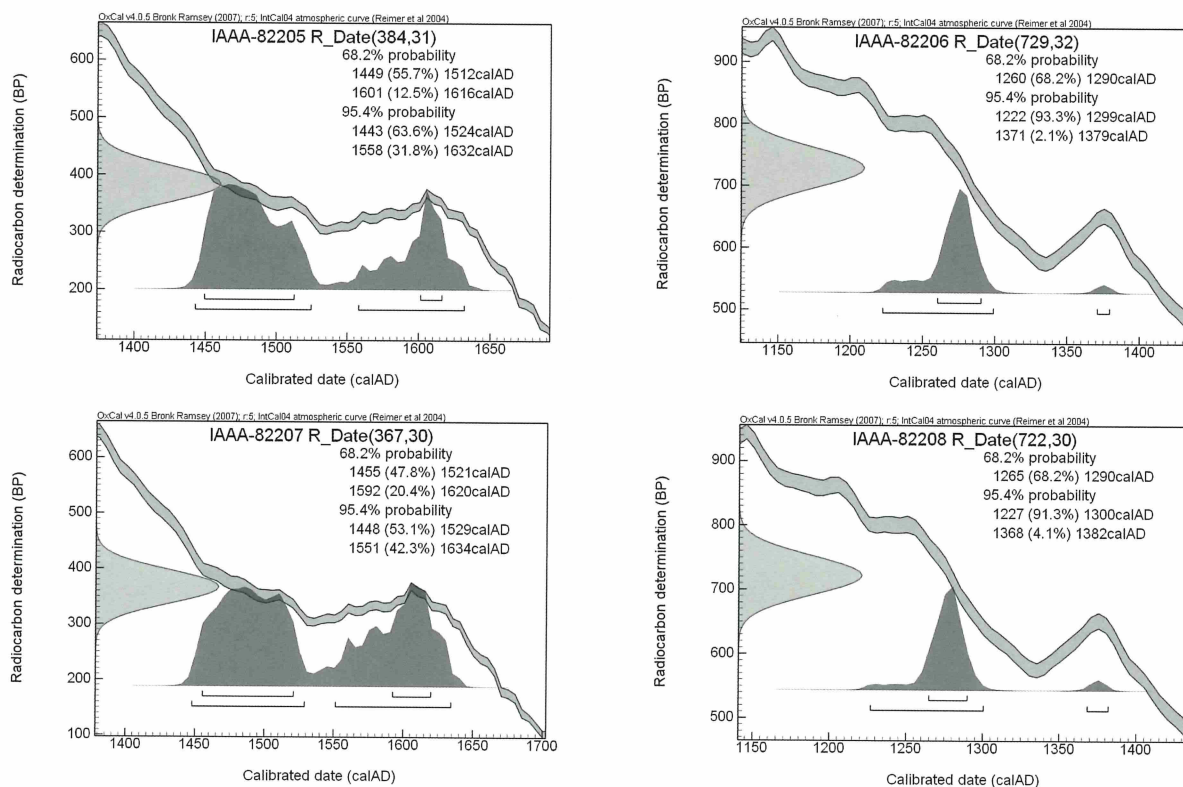 OxCal v4.0.5 Bronk Ramsey (2007); r:5; IntCal04 atmospheric curve (Reimer et al 2004)
IAAA-82205 R_Date(384,31)
68.2% probability
1449 (55.7%) 1512calAD
1601 (12.5%) 1616calAD
95.4% probability
1443 (63.6%) 1524calAD
1558 (31.8%) 1632calAD
Radiocarbon determination (BP)
600
500
400
300
200
1400
1450
1500
1550
1600
1650
Calibrated date (calAD)
OxCal v4.0.5 Bronk Ramsey (2007); r:5; IntCal04 atmospheric curve (Reimer et al 2004)
IAAA-82206 R_Date(729,32)
68.2% probability
1260 (68.2%) 1290calAD
95.4% probability
1222 (93.3%) 1299calAD
1371 (2.1%) 1379calAD
Radiocarbon determination (BP)
900
800
700
600
500
1150
1200
1250
1300
1350
1400
Calibrated date (calAD)
OxCal v4.0.5 Bronk Ramsey (2007); r:5; IntCal04 atmospheric curve (Reimer et al 2004)
IAAA-82207 R_Date(367,30)
68.2% probability
1455 (47.8%) 1521calAD
1592 (20.4%) 1620calAD
95.4% probability
1448 (53.1%) 1529calAD
1551 (42.3%) 1634calAD
Radiocarbon determination (BP)
600
500
400
300
200
100
1400
1450
1500
1550
1600
1650
1700
Calibrated date (calAD)
OxCal v4.0.5 Bronk Ramsey (2007); r:5; IntCal04 atmospheric curve (Reimer et al 2004)
IAAA-82208 R_Date(722,30)
68.2% probability
1265 (68.2%) 1290calAD
95.4% probability
1227 (91.3%) 1300calAD
1368 (4.1%) 1382calAD
Radiocarbon determination (BP)
900
800
700
600
500
1150
1200
1250
1300
1350
1400
Calibrated date (calAD)